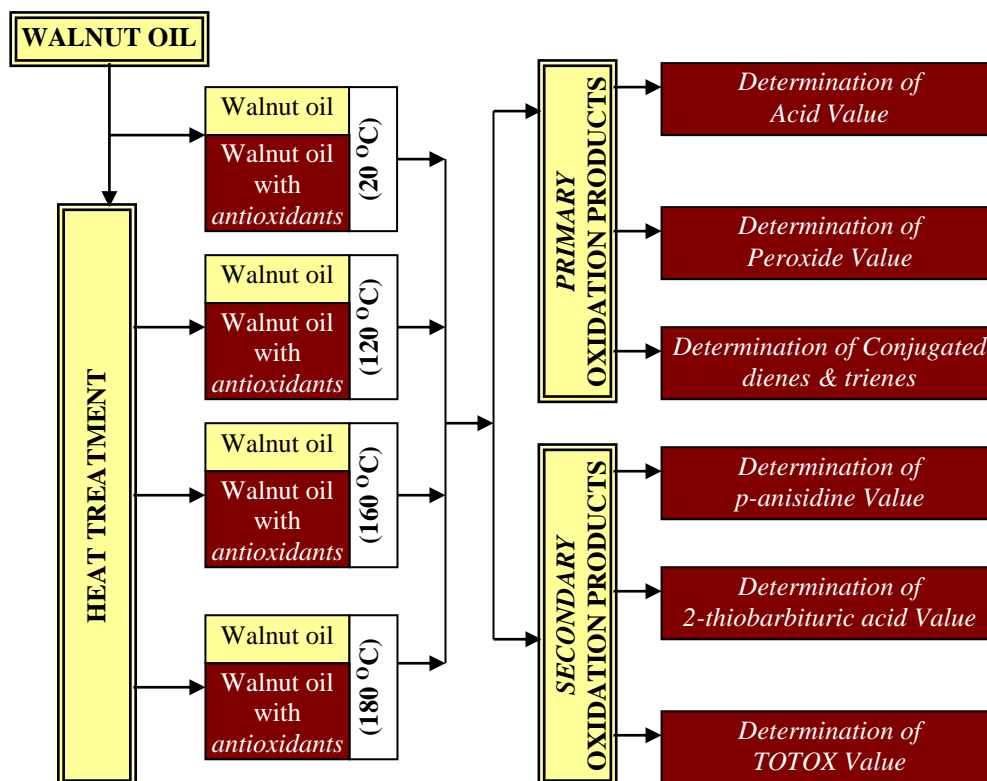 WALNUT OIL
HEAT TREATMENT
Walnut oil
Walnut oil
with
antioxidants
(20 °C)
Walnut oil
Walnut oil
with
antioxidants
(120 °C)
Walnut oil
Walnut oil
with
antioxidants
(160 °C)
Walnut oil
Walnut oil
with
antioxidants
(180 °C)
PRIMARY
OXIDATION PRODUCTS
Determination of
Acid Value
Determination of
Peroxide Value
Determination of Conjugated
dienes & trienes
SECONDARY
OXIDATION PRODUCTS
Determination of
p-anisidine Value
Determination of
2-thiobarbituric acid Value
Determination of
TOTOX Value